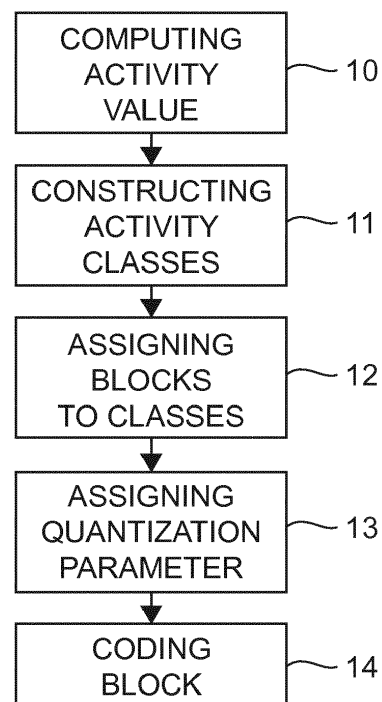 COMPUTING
ACTIVITY
VALUE
10
CONSTRUCTING
ACTIVITY
CLASSES
11
ASSIGNING
BLOCKS
TO CLASSES
12
ASSIGNING
QUANTIZATION
PARAMETER
13
CODING
BLOCK
14